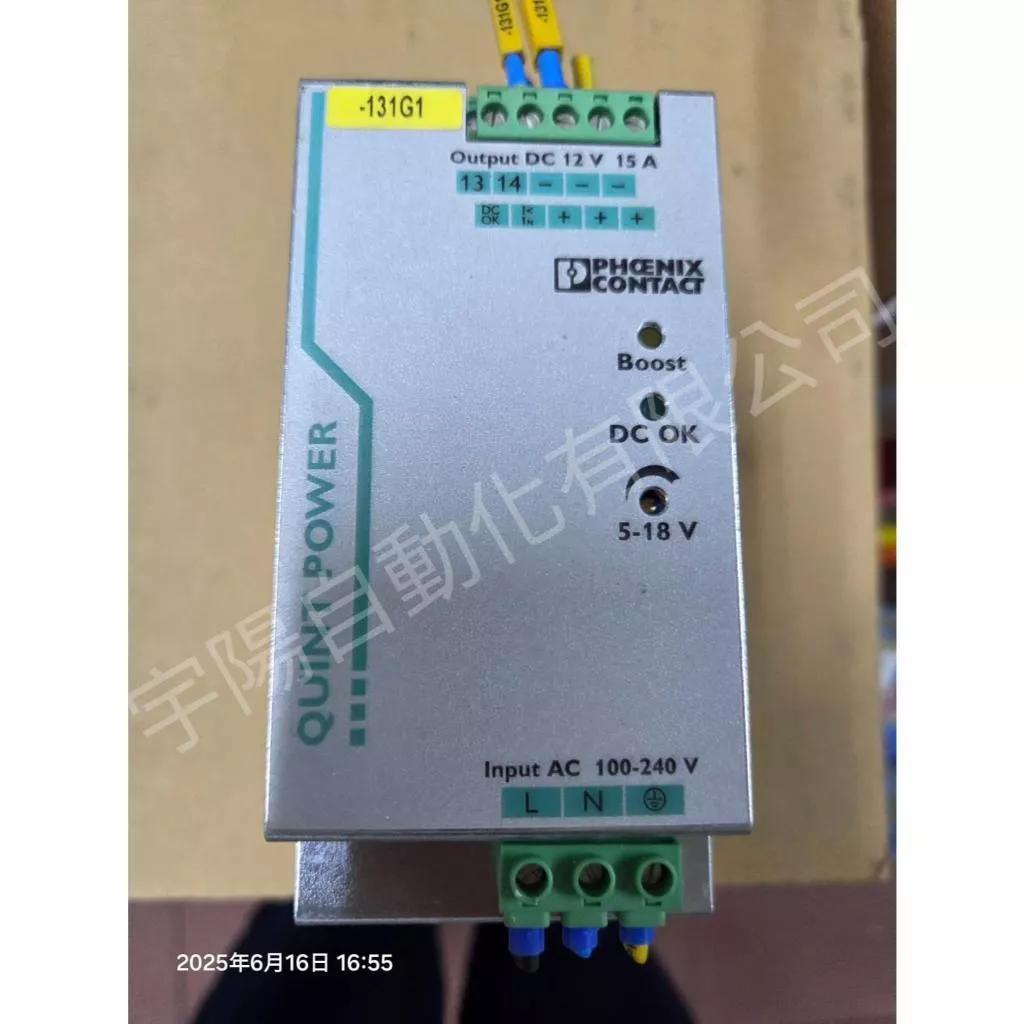 -131G1
Output DC 12 V 15 A
13 14 – – –
DC OK I< IN + + +
PHŒNIX
CONTACT
Boost
DC OK
5-18 V
QUINT POWER
宇陽自動化有限公司
Input AC 100-240 V
L N
2025年6月16日 16:55